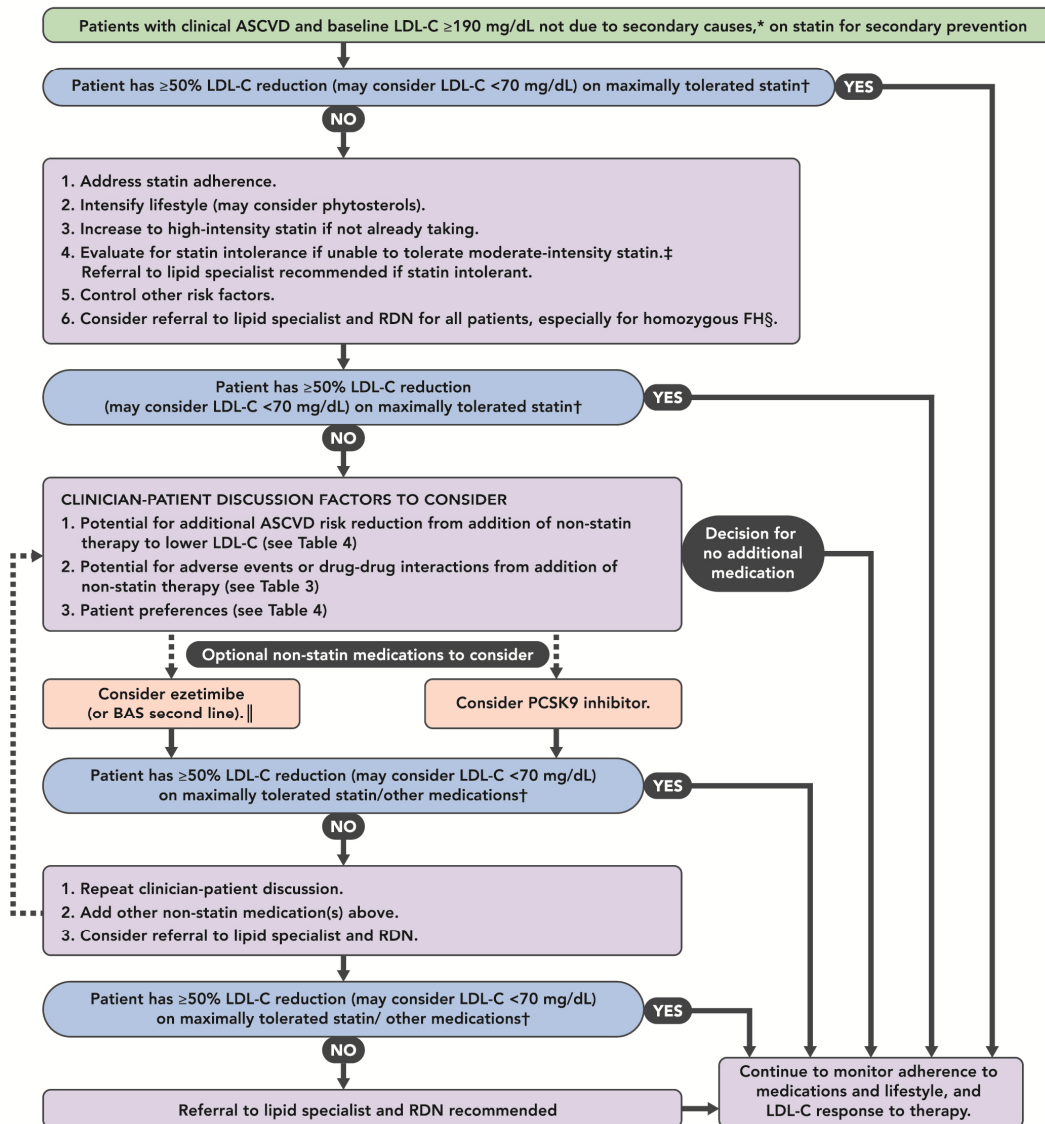 Patients with clinical ASCVD and baseline LDL-C ≥190 mg/dL not due to secondary causes,* on statin for secondary prevention
Patient has ≥50% LDL-C reduction (may consider LDL-C <70 mg/dL) on maximally tolerated statin†
YES
NO
1. Address statin adherence.
2. Intensify lifestyle (may consider phytosterols).
3. Increase to high-intensity statin if not already taking.
4. Evaluate for statin intolerance if unable to tolerate moderate-intensity statin.‡
Referral to lipid specialist recommended if statin intolerant.
5. Control other risk factors.
6. Consider referral to lipid specialist and RDN for all patients, especially for homozygous FH§.
Patient has ≥50% LDL-C reduction
(may consider LDL-C <70 mg/dL) on maximally tolerated statin†
YES
NO
CLINICIAN-PATIENT DISCUSSION FACTORS TO CONSIDER
1. Potential for additional ASCVD risk reduction from addition of non-statin
therapy to lower LDL-C (see Table 4)
2. Potential for adverse events or drug-drug interactions from addition of
non-statin therapy (see Table 3)
3. Patient preferences (see Table 4)
Decision for
no additional
medication
Optional non-statin medications to consider
Consider ezetimibe
(or BAS second line).‖
Consider PCSK9 inhibitor.
Patient has ≥50% LDL-C reduction (may consider LDL-C <70 mg/dL)
on maximally tolerated statin/other medications†
YES
NO
1. Repeat clinician-patient discussion.
2. Add other non-statin medication(s) above.
3. Consider referral to lipid specialist and RDN.
Patient has ≥50% LDL-C reduction (may consider LDL-C <70 mg/dL)
on maximally tolerated statin/ other medications†
YES
NO
Referral to lipid specialist and RDN recommended
Continue to monitor adherence to
medications and lifestyle, and
LDL-C response to therapy.